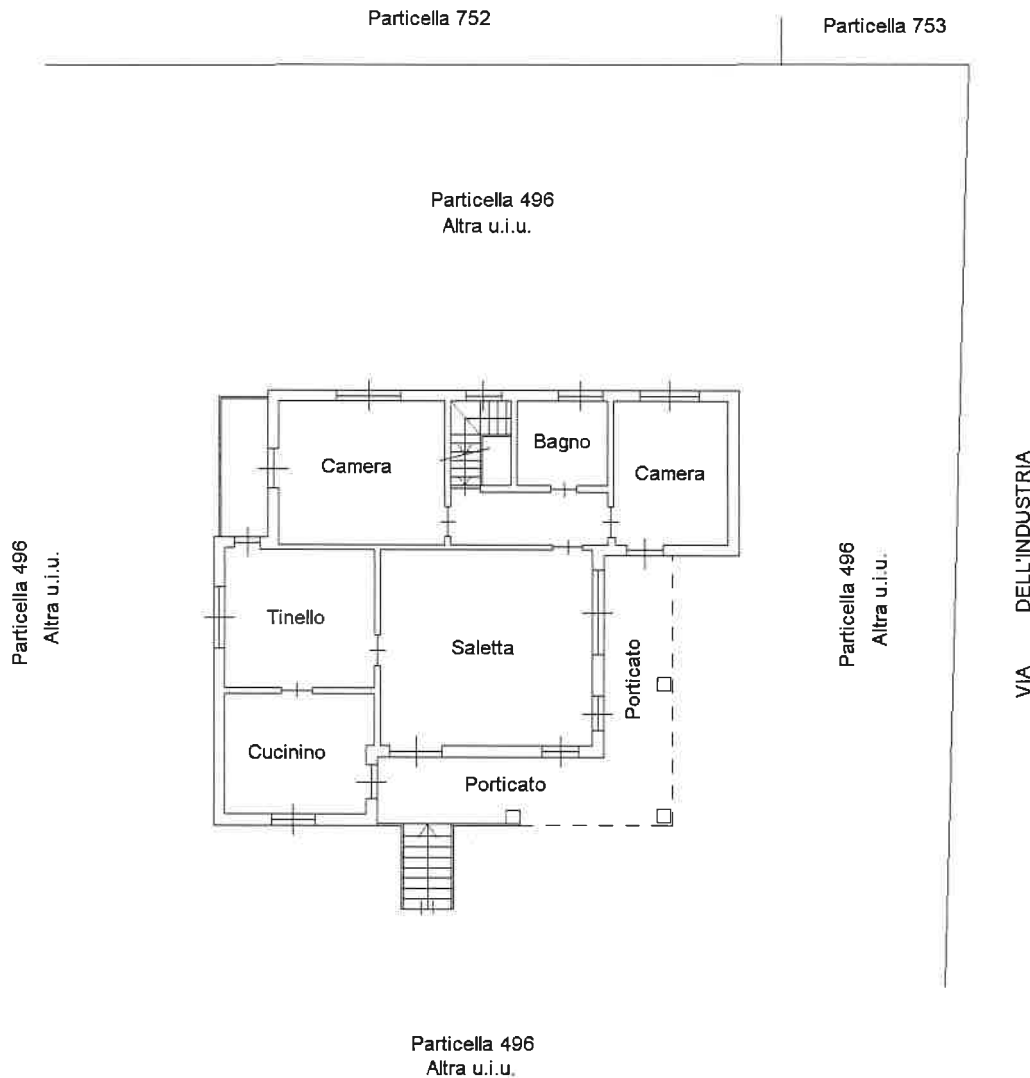 Particella 752
Particella 753
Particella 496
Altra u.i.u.
Camera
Bagno
Camera
VIA DELL'INDUSTRIA
Particella 496
Altra u.i.u.
Tinello
Saletta
Porticato
Particella 496
Altra u.i.u.
Cucinino
Porticato
Particella 496
Altra u.i.u.